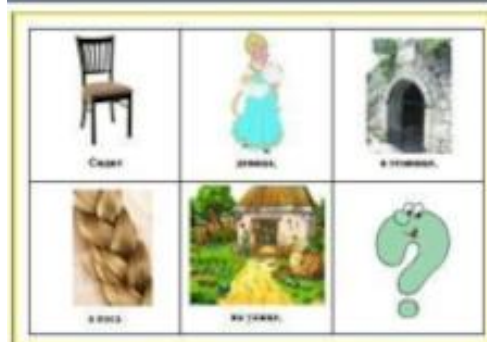 Сидит
девица,
в темнице,
а коса
на улице.